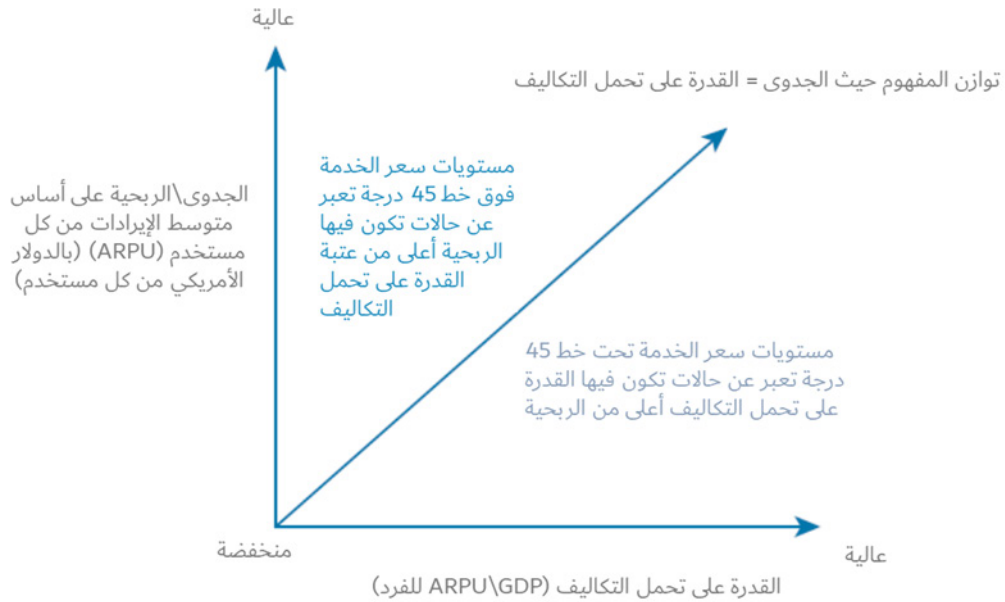 عالية
توازن المفهوم حيث الجدوى = القدرة على تحمل التكاليف
الجدوى\الربحية على أساس
متوسط الإيرادات من كل
مستخدم (ARPU) (بالدولار
الأمريكي من كل مستخدم)
مستويات سعر الخدمة
فوق خط 45 درجة تعبر
عن حالات تكون فيها
الربحية أعلى من عتبة
القدرة على تحمل
التكاليف
مستويات سعر الخدمة تحت خط 45
درجة تعبر عن حالات تكون فيها القدرة
على تحمل التكاليف أعلى من الربحية
منخفضة
عالية
القدرة على تحمل التكاليف (ARPU\GDP للفرد)